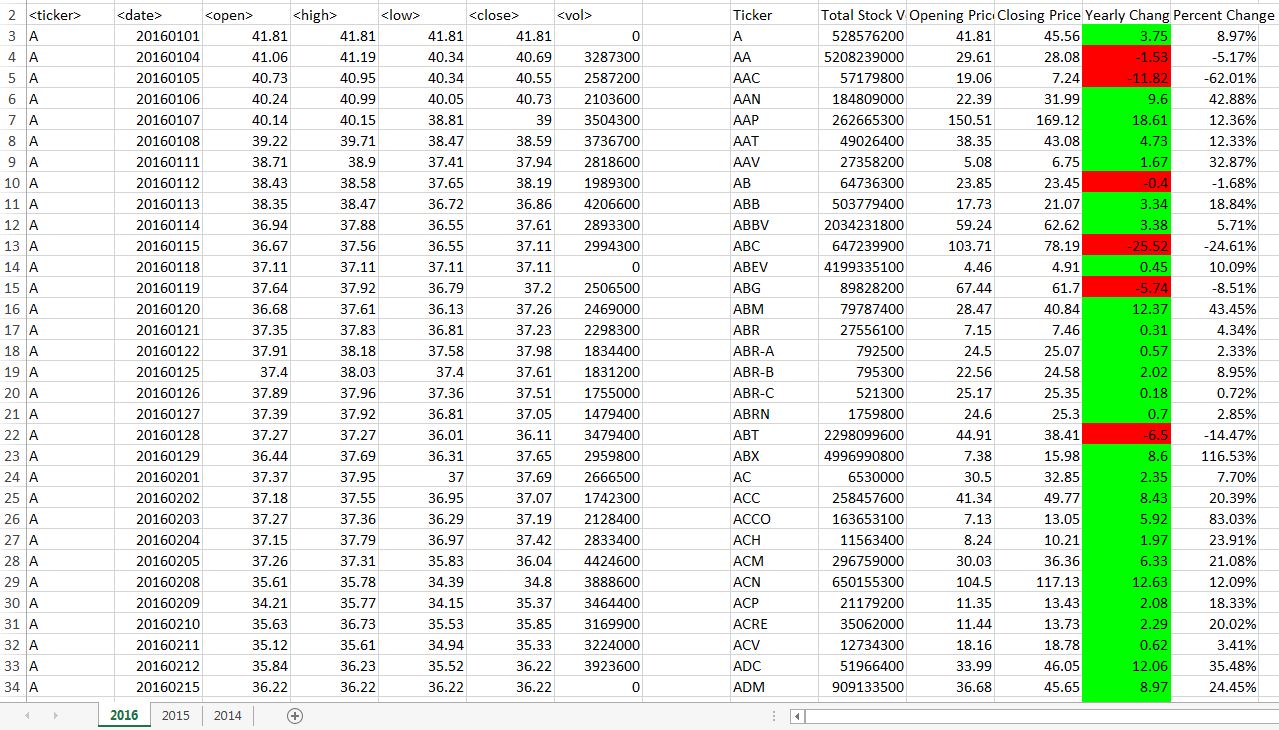 2 <ticker> <date> <open> <high> <low> <close> <vol> Ticker Total Stock V Opening Pric Closing Price Yearly Chang Percent Change
3 A 20160101 41.81 41.81 41.81 41.81 0 A 528576200 41.81 45.56 3.75 8.97%
4 A 20160104 41.06 41.19 40.34 40.69 3287300 AA 5208239000 29.61 28.08 -1.53 -5.17%
5 A 20160105 40.73 40.95 40.34 40.55 2587200 AAC 57179800 19.06 7.24 -11.82 -62.01%
6 A 20160106 40.24 40.99 40.05 40.73 2103600 AAN 184809000 22.39 31.99 9.6 42.88%
7 A 20160107 40.14 40.15 38.81 39 3504300 AAP 262665300 150.51 169.12 18.61 12.36%
8 A 20160108 39.22 39.71 38.47 38.59 3736700 AAT 49026400 38.35 43.08 4.73 12.33%
9 A 20160111 38.71 38.9 37.41 37.94 2818600 AAV 27358200 5.08 6.75 1.67 32.87%
10 A 20160112 38.43 38.58 37.65 38.19 1989300 AB 64736300 23.85 23.45 -0.4 -1.68%
11 A 20160113 38.35 38.47 36.72 36.86 4206600 ABB 503779400 17.73 21.07 3.34 18.84%
12 A 20160114 36.94 37.88 36.59 37.61 2893300 ABBV 2034231800 59.24 62.62 3.38 5.71%
13 A 20160115 36.67 37.56 36.55 37.11 2994300 ABC 647239900 103.71 78.19 -25.52 -24.61%
14 A 20160118 37.11 37.11 37.11 37.11 0 ABEV 4199335100 4.46 4.91 0.45 10.09%
15 A 20160119 37.64 37.92 36.79 37.2 2506500 ABG 89828200 67.44 61.7 -5.74 -8.51%
16 A 20160120 36.68 37.61 36.13 37.26 2469000 ABM 79787400 28.47 40.84 12.37 43.45%
17 A 20160121 37.35 37.83 36.81 37.23 2298300 ABR 27556100 7.15 7.46 0.31 4.34%
18 A 20160122 37.91 38.18 37.58 37.98 1834400 ABR-A 792500 24.5 25.07 0.57 2.33%
19 A 20160125 37.4 38.03 37.4 37.61 1831200 ABR-B 795300 22.56 24.58 2.02 8.95%
20 A 20160126 37.89 37.96 37.36 37.51 1755000 ABR-C 521300 25.17 25.35 0.18 0.72%
21 A 20160127 37.39 37.92 36.81 37.05 1479400 ABRN 1759800 24.6 25.3 0.7 2.85%
22 A 20160128 37.27 37.27 36.01 36.11 3479400 ABT 2298099600 44.91 38.41 -6.5 -14.47%
23 A 20160129 36.44 37.69 36.31 37.65 2959800 ABX 4996990800 7.38 15.98 8.6 116.53%
24 A 20160201 37.37 37.95 37 37.69 2666500 AC 6530000 30.5 32.85 2.35 7.70%
25 A 20160202 37.18 37.55 36.95 37.07 1742300 ACC 258457600 41.34 49.77 8.43 20.39%
26 A 20160203 37.27 37.36 36.29 37.19 2128400 ACCO 163653100 7.13 13.05 5.92 83.03%
27 A 20160204 37.15 37.79 36.97 37.42 2833400 ACH 11563400 8.24 10.21 1.97 23.91%
28 A 20160205 37.26 37.31 35.83 36.04 4424600 ACM 296759000 30.03 36.36 6.33 21.08%
29 A 20160208 35.61 35.78 34.39 34.8 3888600 ACN 650155300 104.5 117.13 12.63 12.09%
30 A 20160209 34.21 35.77 34.15 35.37 3464400 ACP 21179200 11.35 13.43 2.08 18.33%
31 A 20160210 35.63 36.73 35.53 35.85 3169900 ACRE 35062000 11.44 13.73 2.29 20.02%
32 A 20160211 35.12 35.61 34.94 35.33 3224000 ACV 12734300 18.16 18.78 0.62 3.41%
33 A 20160212 35.84 36.23 35.52 36.22 3923600 ADC 51966400 33.99 46.05 12.06 35.48%
34 A 20160215 36.22 36.22 36.22 36.22 0 ADM 909133500 36.68 45.65 8.97 24.45%
2016 2015 2014